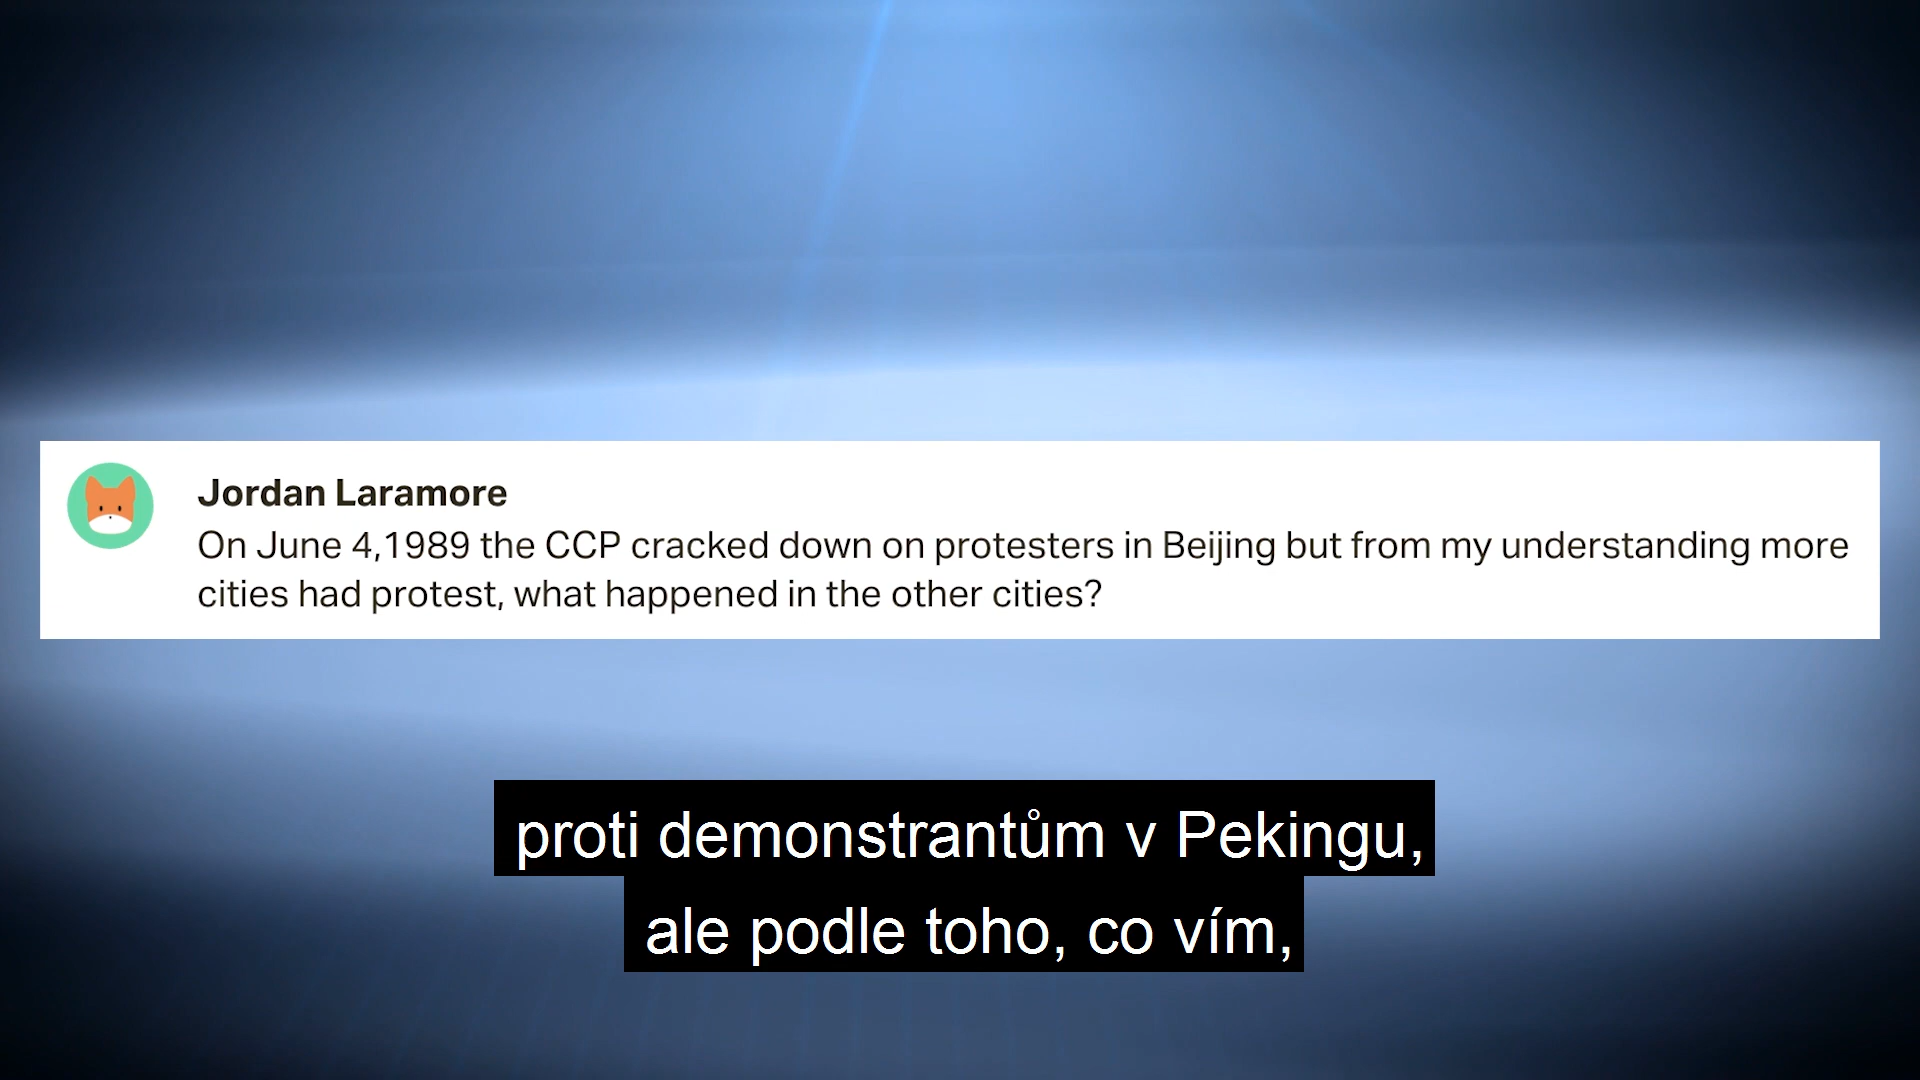 Jordan Laramore
On June 4,1989 the CCP cracked down on protesters in Beijing but from my understanding more
cities had protest, what happened in the other cities?
proti demonstrantům v Pekingu,
ale podle toho, co vím,